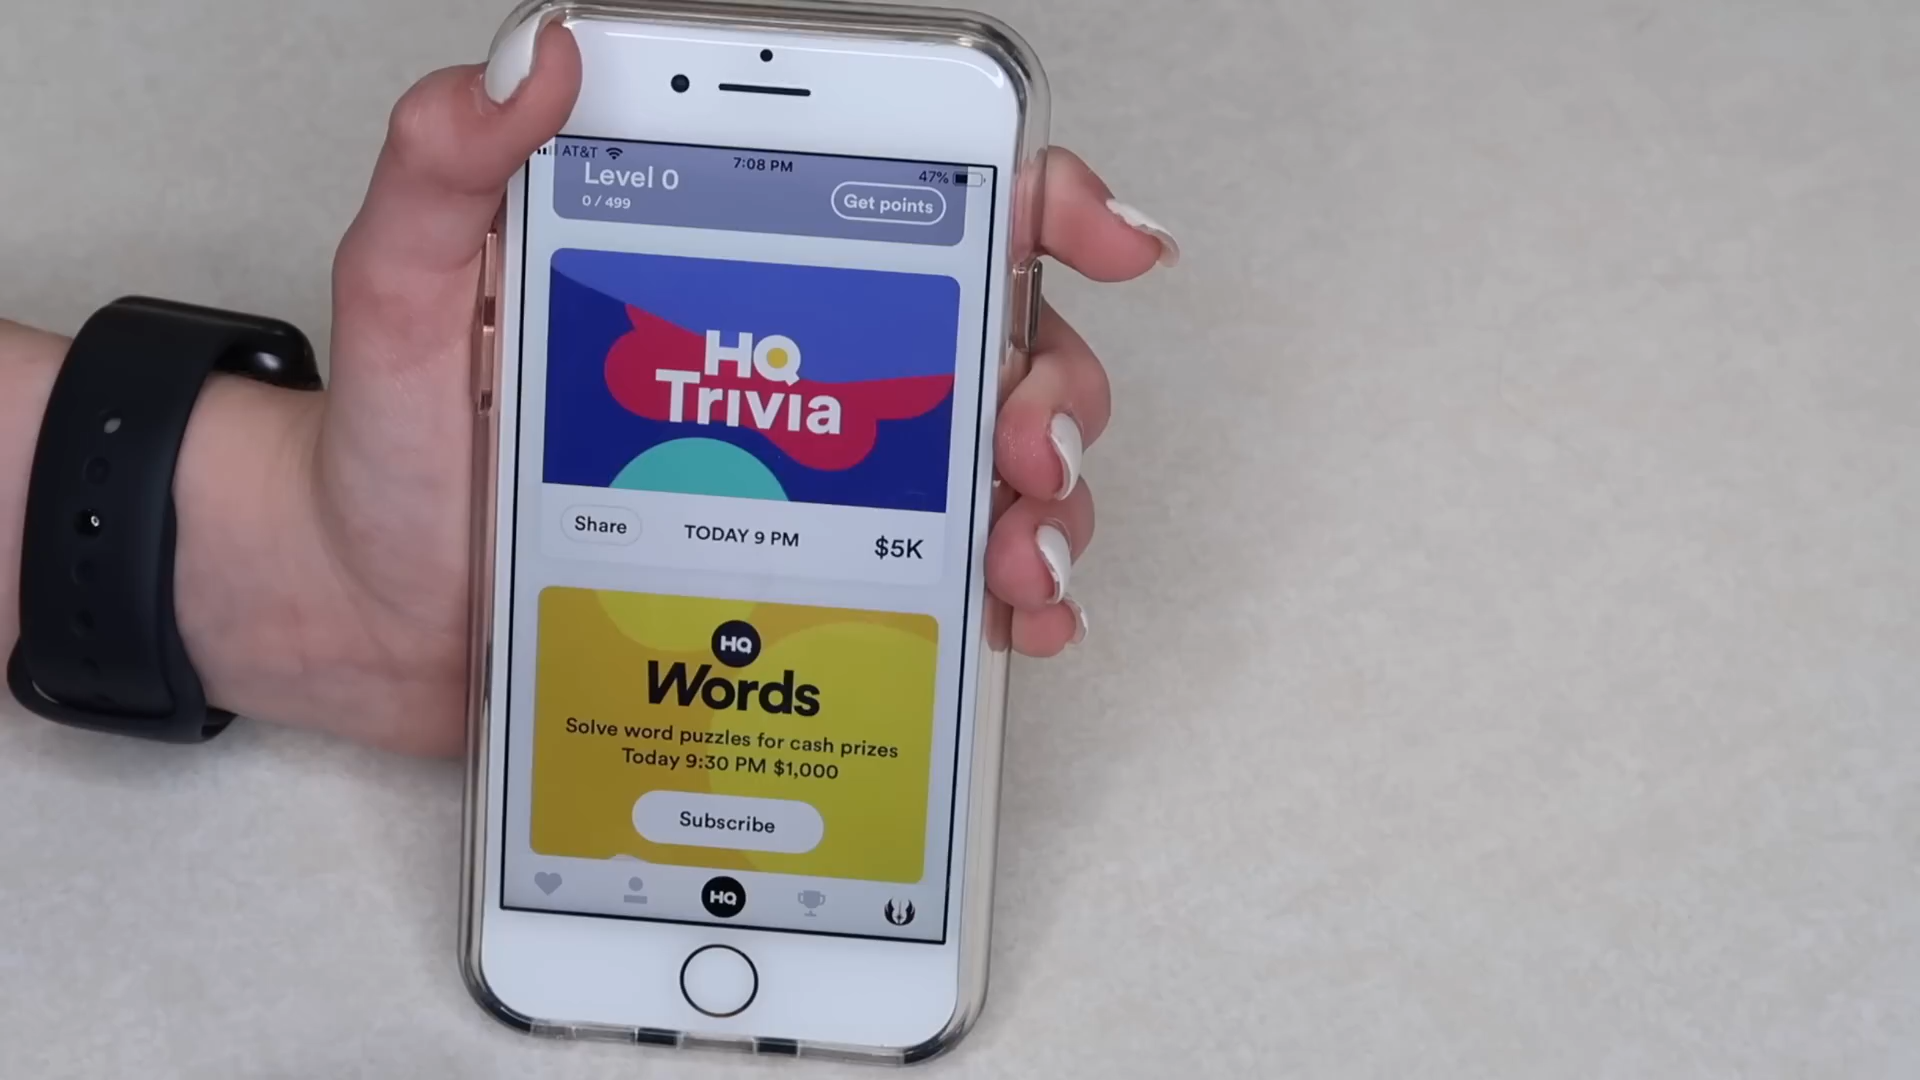 AT&T
7:08 PM
47%
Level 0
0 / 499
Get points
HQ
Trivia
Share
TODAY 9 PM
$5K
HQ
Words
Solve word puzzles for cash prizes
Today 9:30 PM $1,000
Subscribe
HQ